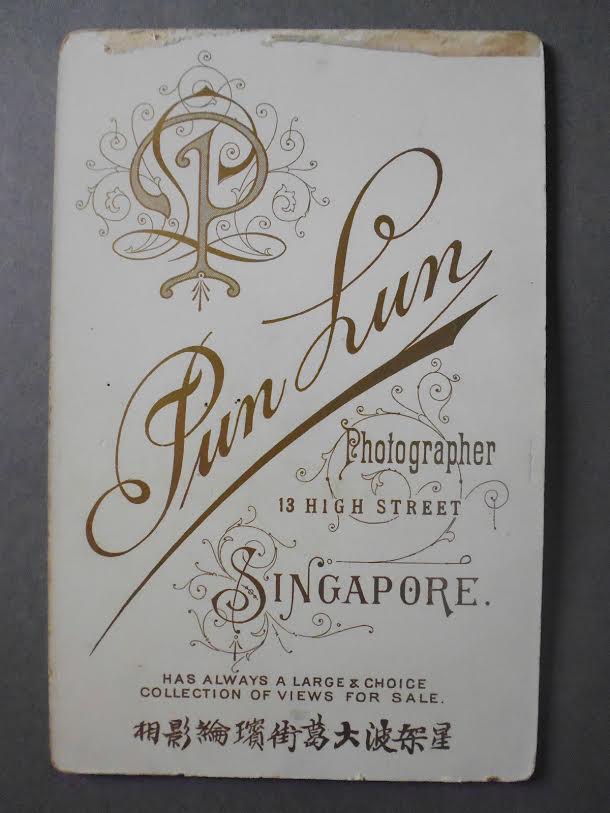 Pun Lun
Photographer
13 HIGH STREET
SINGAPORE.
HAS ALWAYS A LARGE & CHOICE
COLLECTION OF VIEWS FOR SALE.
星架波大葛街璸綸影相